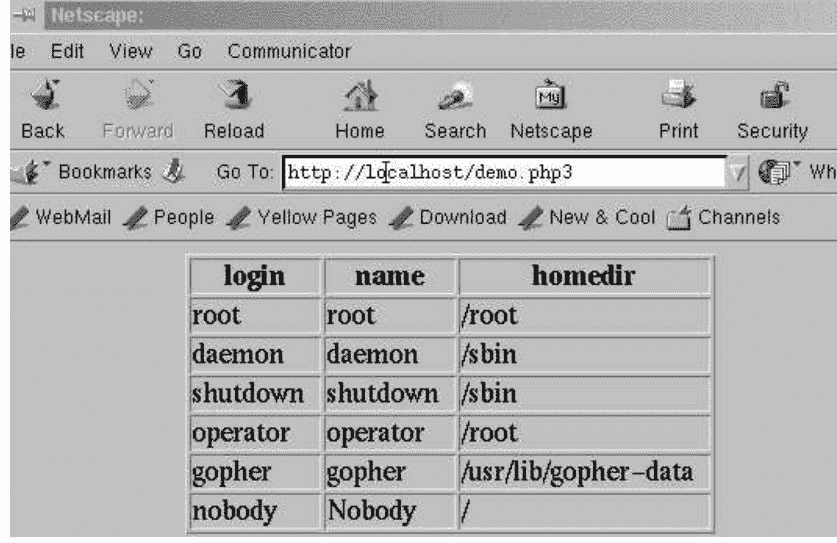 Netscape:
le Edit View Go Communicator
Back Forward Reload Home Search Netscape Print Security
Bookmarks Go To: http://localhost/demo.php3 Wh
WebMail People Yellow Pages Download New & Cool Channels
login name homedir
root root /root
daemon daemon /sbin
shutdown shutdown /sbin
operator operator /root
gopher gopher /usr/lib/gopher-data
nobody Nobody /